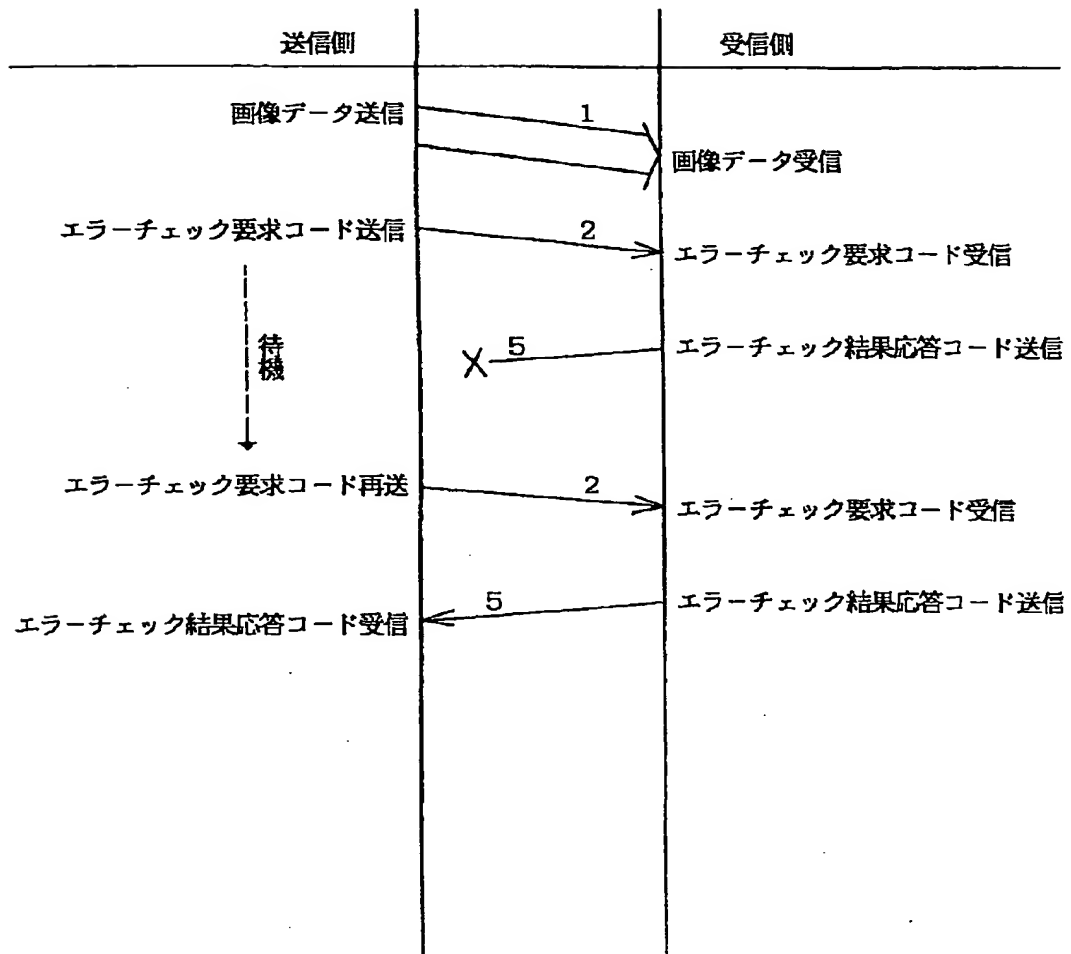 送信側
受信側
画像データ送信
1
画像データ受信
エラーチェック要求コード送信
2
エラーチェック要求コード受信
待機
5
エラーチェック結果応答コード送信
エラーチェック要求コード再送
2
エラーチェック要求コード受信
5
エラーチェック結果応答コード送信
エラーチェック結果応答コード受信